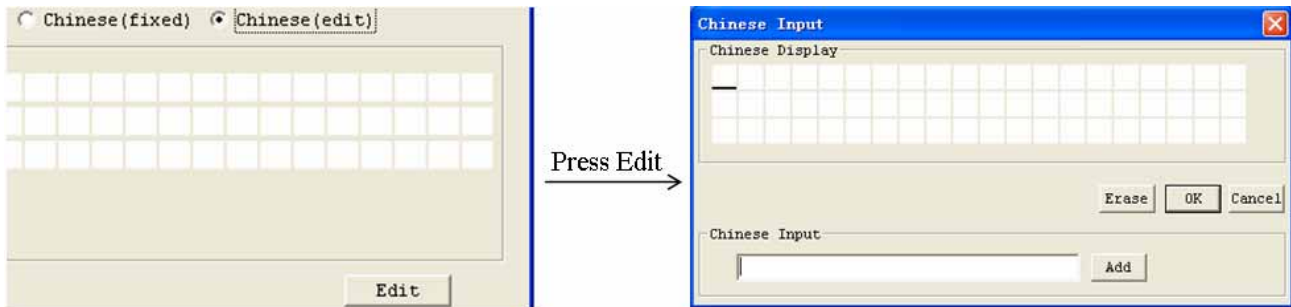 Chinese(fixed) Chinese(edit)
Edit
Press Edit
Chinese Input
Chinese Display
Erase OK Cancel
Chinese Input
Add